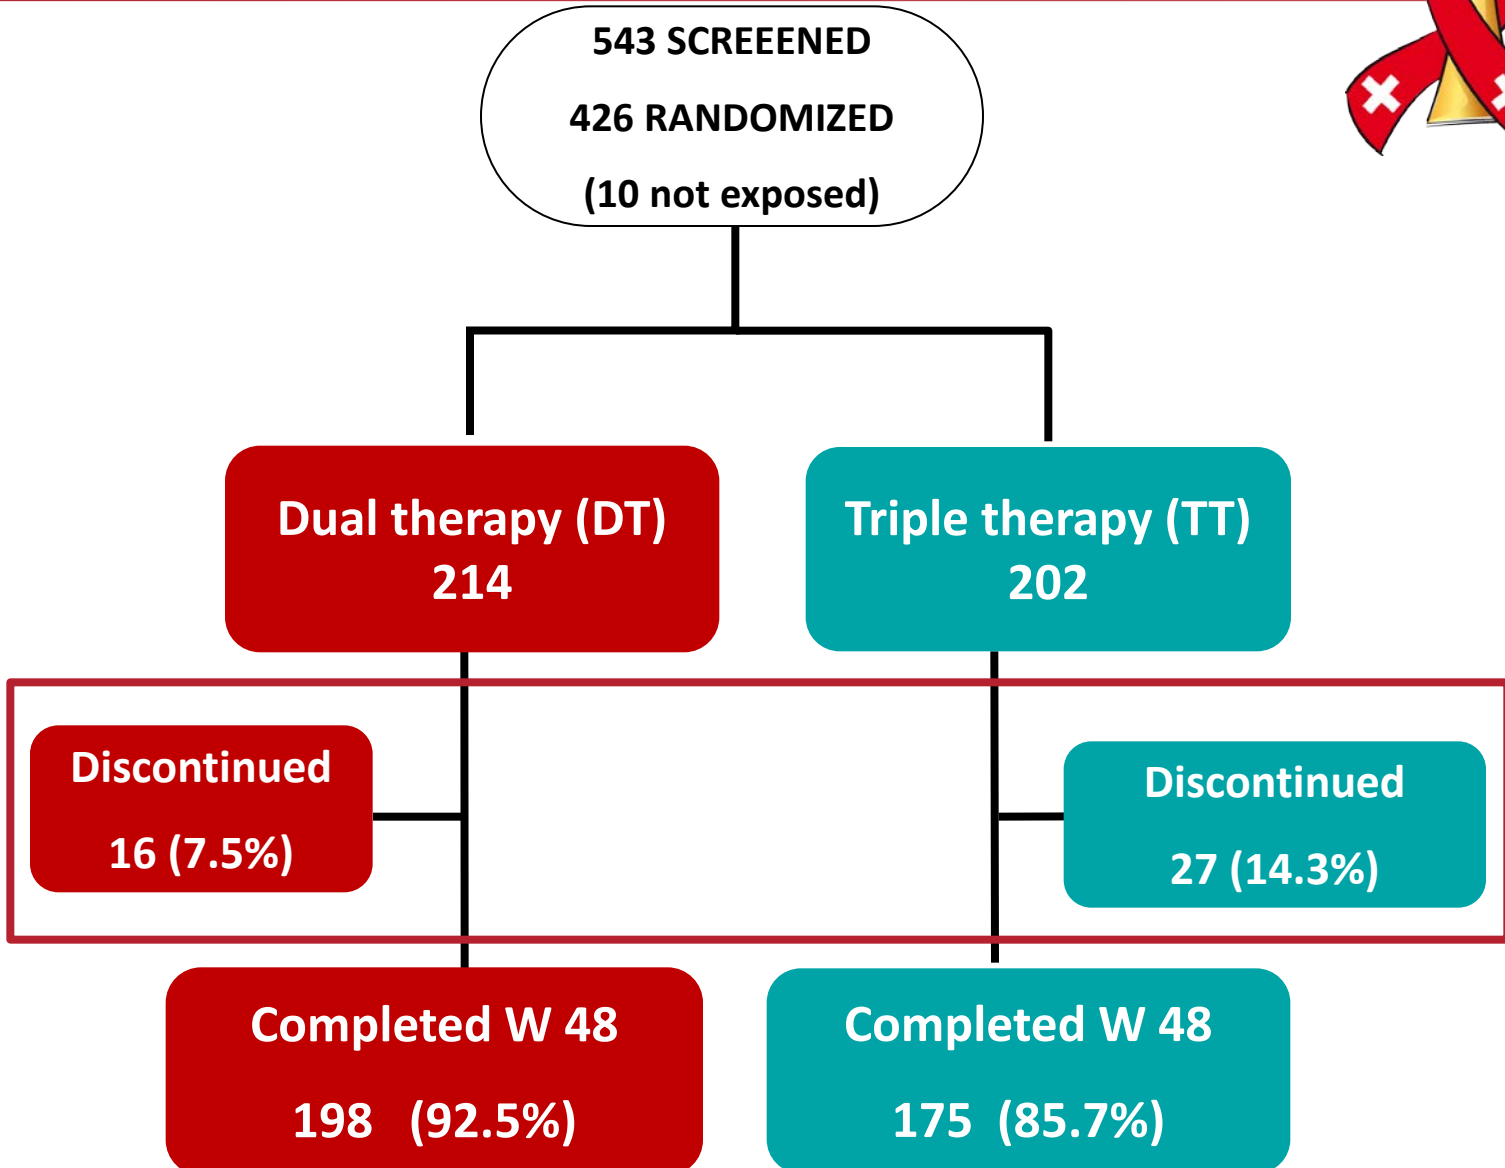 543 SCREEENED
426 RANDOMIZED
(10 not exposed)
Dual therapy (DT)
214
Triple therapy (TT)
202
Discontinued
16 (7.5%)
Discontinued
27 (14.3%)
Completed W 48
198 (92.5%)
Completed W 48
175 (85.7%)